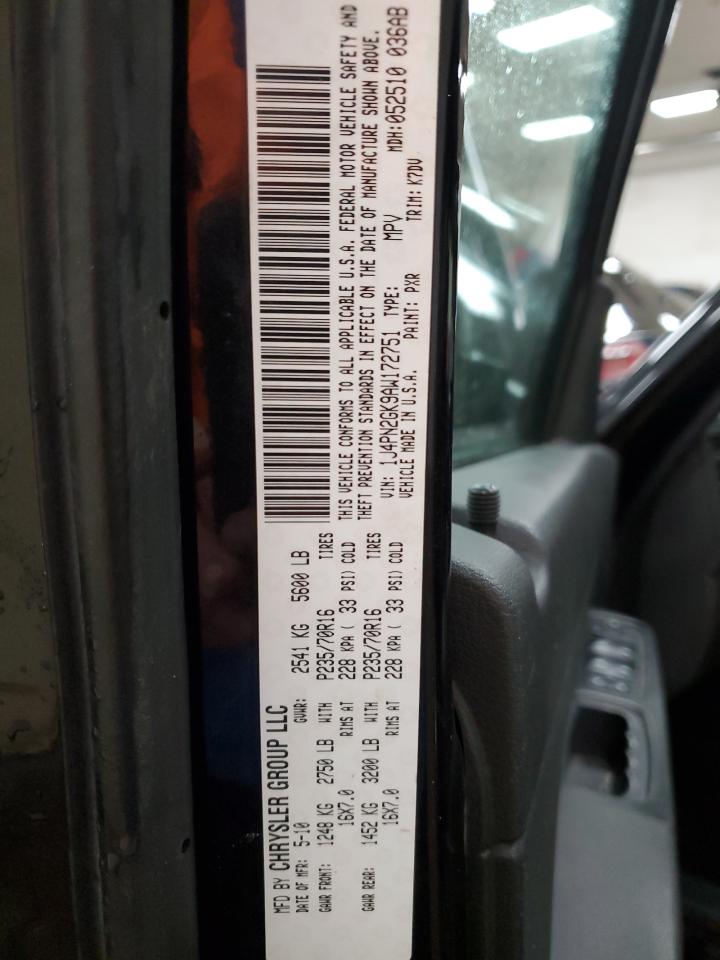 MFD BY CHRYSLER GROUP LLC
DATE OF MFR: 5-10 GVWR: 2541 KG 5600 LB
GAWR FRONT: 1248 KG 2750 LB WITH P235/70R16 TIRES
16X7.0 RIMS AT 228 KPA ( 33 PSI) COLD
GAWR REAR: 1452 KG 3200 LB WITH P235/70R16 TIRES
16X7.0 RIMS AT 228 KPA ( 33 PSI) COLD
THIS VEHICLE CONFORMS TO ALL APPLICABLE U.S.A. FEDERAL MOTOR VEHICLE SAFETY AND
THEFT PREVENTION STANDARDS IN EFFECT ON THE DATE OF MANUFACTURE SHOWN ABOVE.
VIN: 1J4PN2GK9AW172751 TYPE: MPV MDH:052510 036AB
VEHICLE MADE IN U.S.A. PAINT: PXR TRIM: K7DV